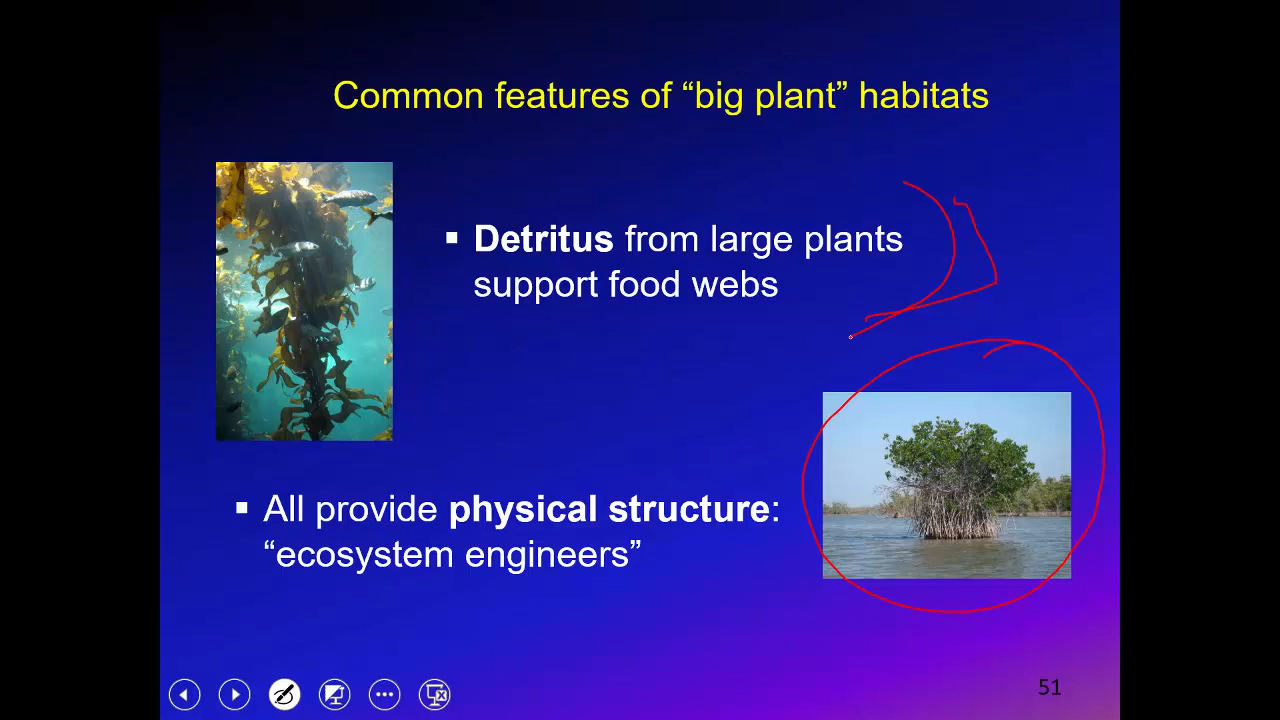 Common features of “big plant” habitats
▪ Detritus from large plants
support food webs
▪ All provide physical structure:
“ecosystem engineers”
51